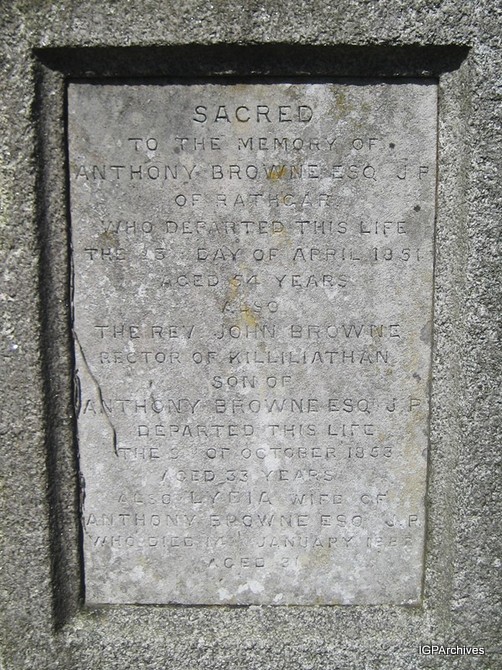 SACRED
TO THE MEMORY OF
ANTHONY BROWNE ESQ J.P.
OF RATHGAR
WHO DEPARTED THIS LIFE
THE DAY OF APRIL 1851
AGED 54 YEARS
ALSO
THE REV JOHN BROWNE
RECTOR OF KILLILIATHAN
SON OF
ANTHONY BROWNE ESQ J.P.
DEPARTED THIS LIFE
THE OF OCTOBER 1853
AGED 33 YEARS
ALSO LYDIA WIFE OF
ANTHONY BROWNE ESQ J.P.
WHO DIED JANUARY
AGED
IGPArchives